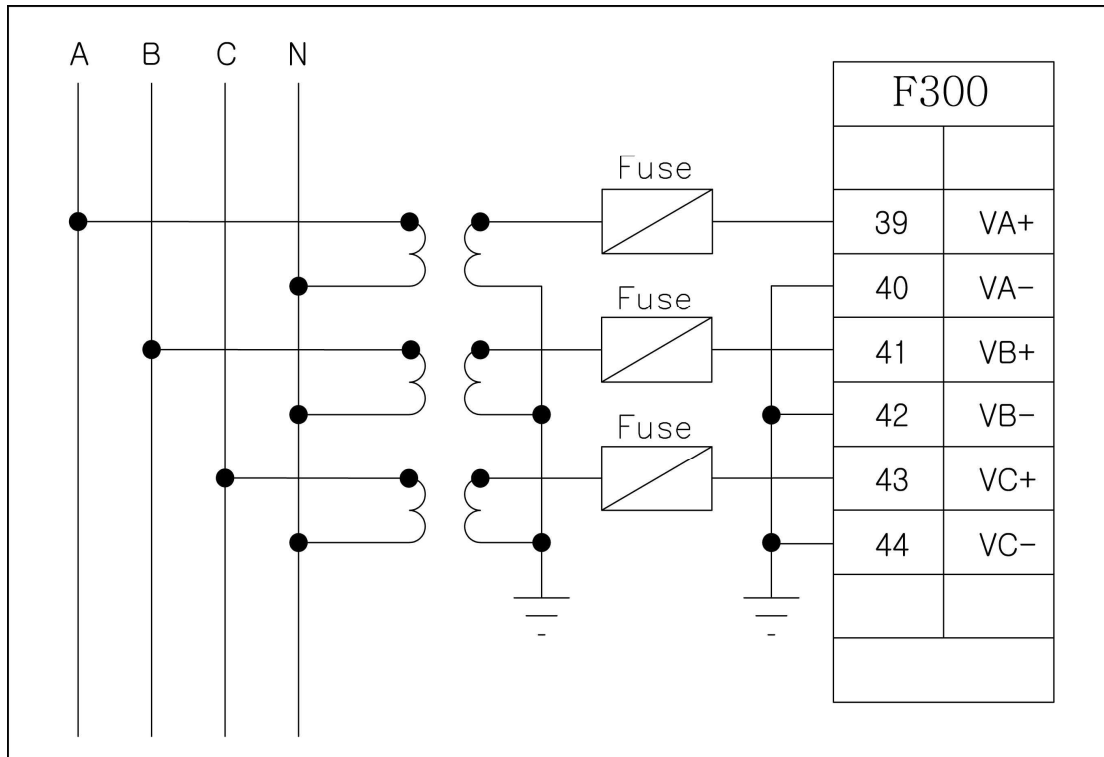 A B C N
F300
Fuse
39 VA+
40 VA-
Fuse
41 VB+
42 VB-
Fuse
43 VC+
44 VC-